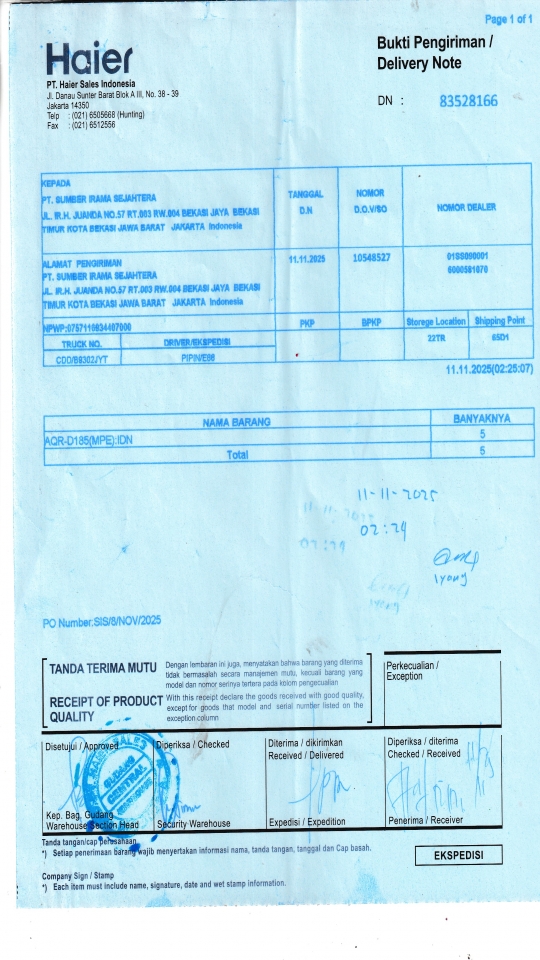 Page 1 of 1
Haier
Bukti Pengiriman /
Delivery Note
PT. Haier Sales Indonesia
Jl. Danau Sunter Barat Blok A III, No. 38 - 39
Jakarta 14350
Telp : (021) 6505668 (Hunting)
Fax : (021) 6512556
DN : 83528166
KEPADA
PT. SUMBER IRAMA SEJAHTERA
JL. IR.H. JUANDA NO.57 RT.003 RW.004 BEKASI JAYA BEKASI
TIMUR KOTA BEKASI JAWA BARAT JAKARTA Indonesia
TANGGAL
D.N
NOMOR
D.O.V/SO
NOMOR DEALER
ALAMAT PENGIRIMAN
PT. SUMBER IRAMA SEJAHTERA
JL. IR.H. JUANDA NO.57 RT.003 RW.004 BEKASI JAYA BEKASI
TIMUR KOTA BEKASI JAWA BARAT JAKARTA Indonesia
11.11.2025
10548527
PKP
BPKP
Storege Location
Shipping Point
TRUCK NO.
DRIVER/EKSPEDISI
22TR
65D1
11.11.2025(02:25:07)
NAMA BARANG
BANYAKNYA
AQR-D185(MPE):IDN
5
Total
5
11-11-2025
02:29
Iyong
PO Number:SIS/8/NOV/2025
TANDA TERIMA MUTU
Dengan lembaran ini juga, menyatakan bahwa barang yang diterima
tidak bermasalah secara manajemen mutu, kecuali barang yang
model dan nomor serinya tertera pada kolom pengecualian
RECEIPT OF PRODUCT
QUALITY
With this receipt declare the goods received with good quality,
except for goods that model and serial number listed on the
exception column
Perkecualian /
Exception
Disetujui / Approved
Diperiksa / Checked
Diterima / dikirimkan
Received / Delivered
Diperiksa / diterima
Checked / Received
GUDANG
CENTRAL
Kep. Bag. Gudang
Warehouse Section Head
Security Warehouse
Expedisi / Expedition
Penerima / Receiver
Tanda tangan/cap perusahaan
*) Setiap penerimaan barang wajib menyertakan informasi nama, tanda tangan, tanggal dan Cap basah.
EKSPEDISI
Company Sign / Stamp
*) Each item must include name, signature, date and wet stamp information.